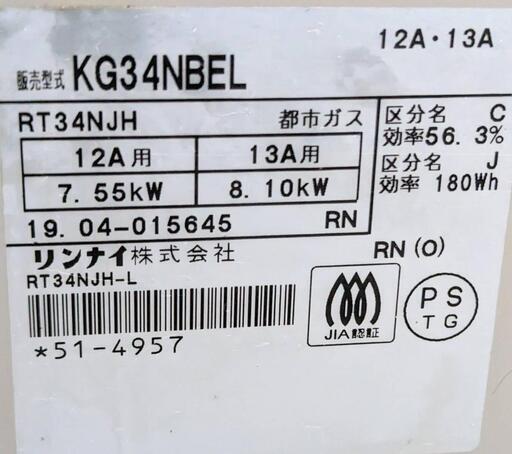 12A・13A
販売型式 KG34NBEL
RT34NJH 都市ガス
12A用 13A用
7.55kW 8.10kW
19.04-015645 RN
区分名 C
効率56.3%
区分名 J
効率 180Wh
リンナイ株式会社
RN (O)
RT34NJH-L
*51-4957
JIA認証
PS
TG